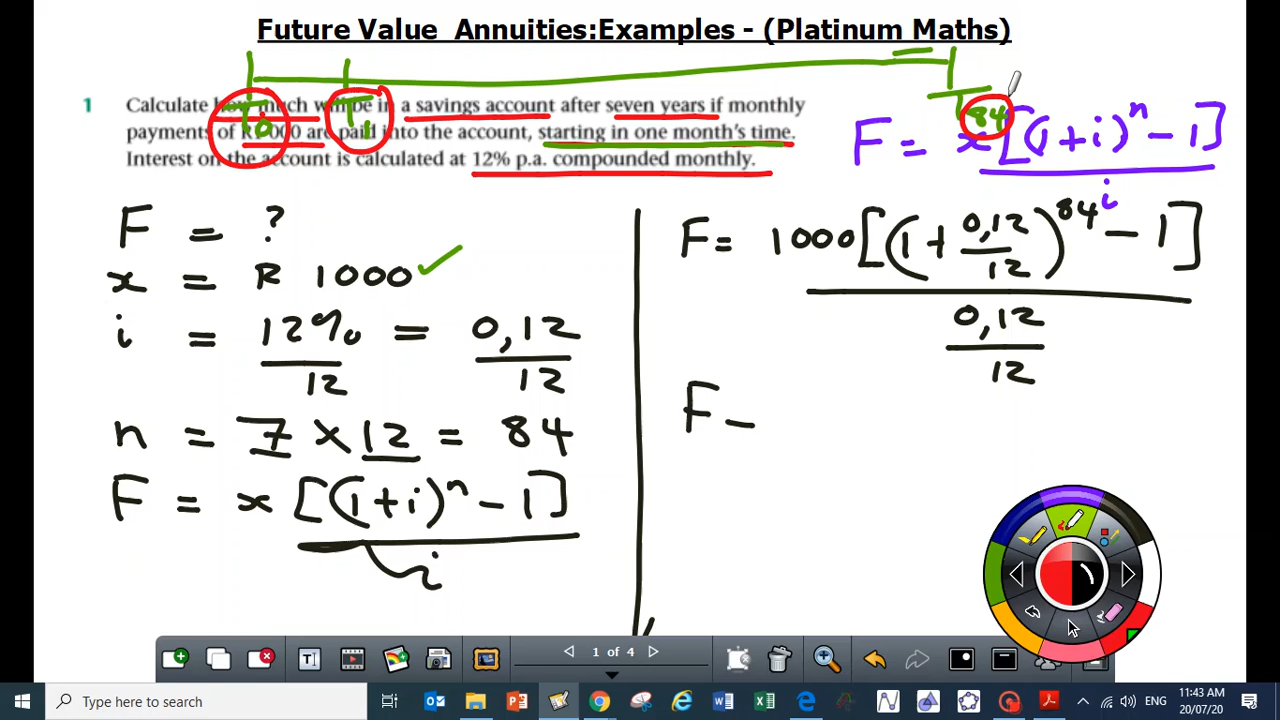 Future Value Annuities:Examples - (Platinum Maths)
1 Calculate how much will be in a savings account after seven years if monthly
payments of R1000 are paid into the account, starting in one month's time.
Interest on the account is calculated at 12% p.a. compounded monthly.
T0
T1
T84
F = x[(1+i)^n - 1]
i
F = ?
x = R 1000 ✓
i = 12%/12 = 0,12/12
n = 7 × 12 = 84
F = x[(1+i)^n - 1]
i
F = 1000[(1 + 0,12/12)^84 - 1]
0,12
12
F -
1 of 4
Type here to search
ENG
11:43 AM
20/07/20